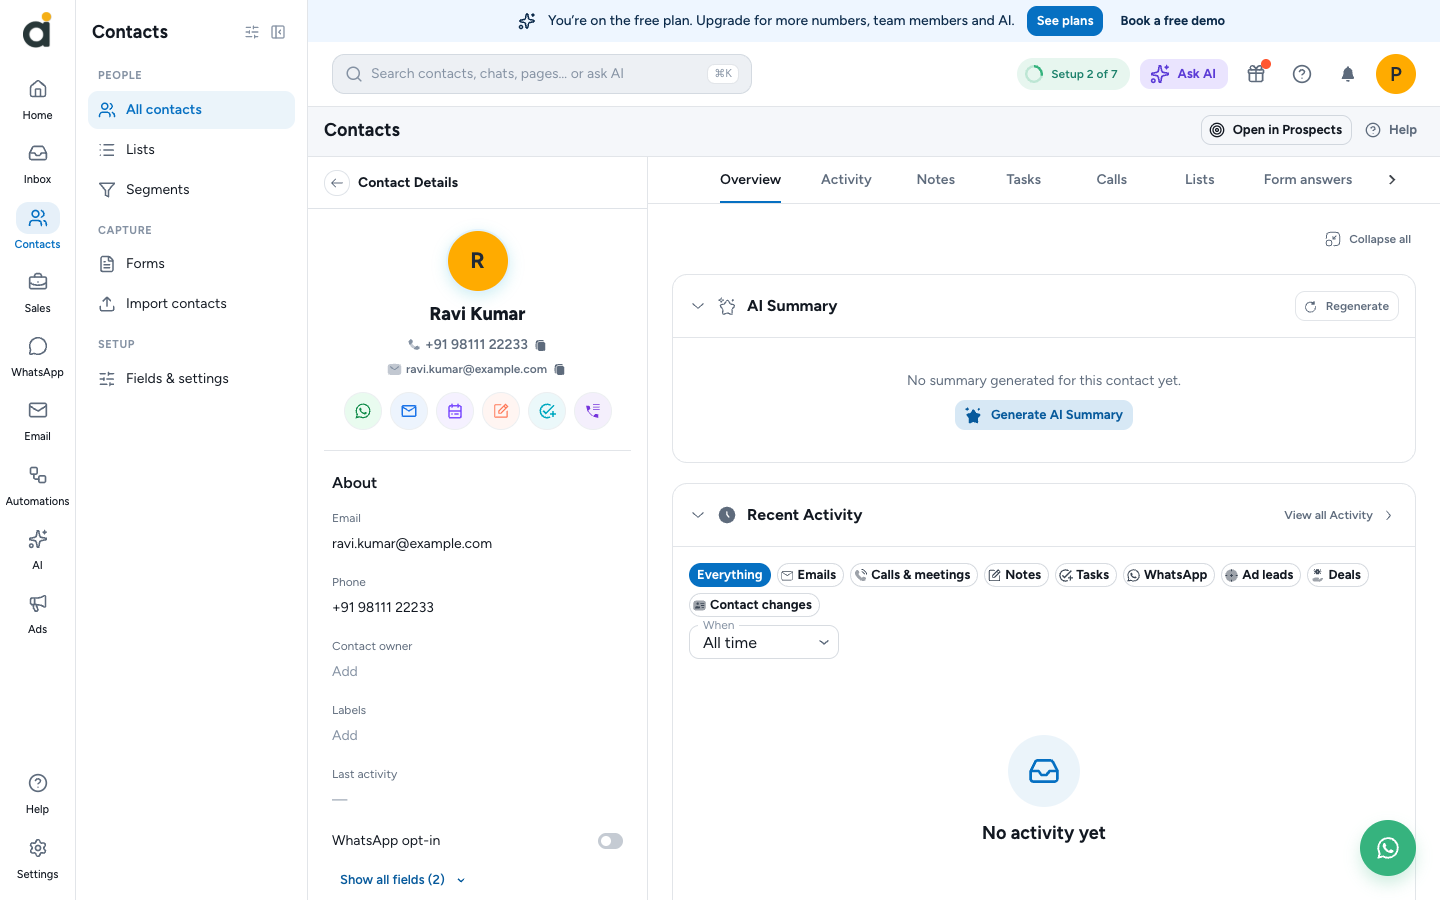 You're on the free plan. Upgrade for more numbers, team members and AI. See plans Book a free demo
Contacts
Search contacts, chats, pages... or ask AI ⌘K
Setup 2 of 7
Ask AI
P
Home
Inbox
Contacts
Sales
WhatsApp
Email
Automations
AI
Ads
Help
Settings
PEOPLE
All contacts
Lists
Segments
CAPTURE
Forms
Import contacts
SETUP
Fields & settings
Contacts
Open in Prospects
Help
Contact Details
R
Ravi Kumar
+91 98111 22233
ravi.kumar@example.com
About
Email
ravi.kumar@example.com
Phone
+91 98111 22233
Contact owner
Add
Labels
Add
Last activity
—
WhatsApp opt-in
Show all fields (2)
Overview Activity Notes Tasks Calls Lists Form answers
Collapse all
AI Summary
Regenerate
No summary generated for this contact yet.
Generate AI Summary
Recent Activity
View all Activity
Everything Emails Calls & meetings Notes Tasks WhatsApp Ad leads Deals
Contact changes
When
All time
No activity yet